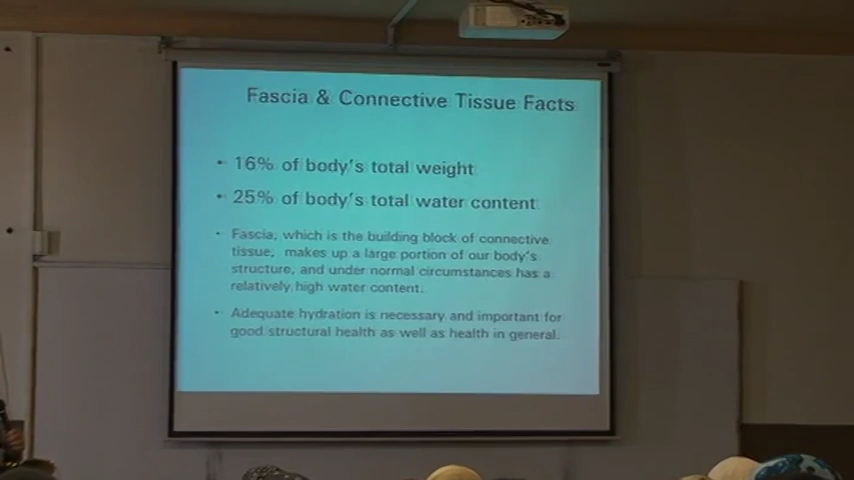 Fascia & Connective Tissue Facts
• 16% of body's total weight
• 25% of body's total water content
• Fascia, which is the building block of connective
tissue, makes up a large portion of our body's
structure, and under normal circumstances has a
relatively high water content.
• Adequate hydration is necessary and important for
good structural health as well as health in general.